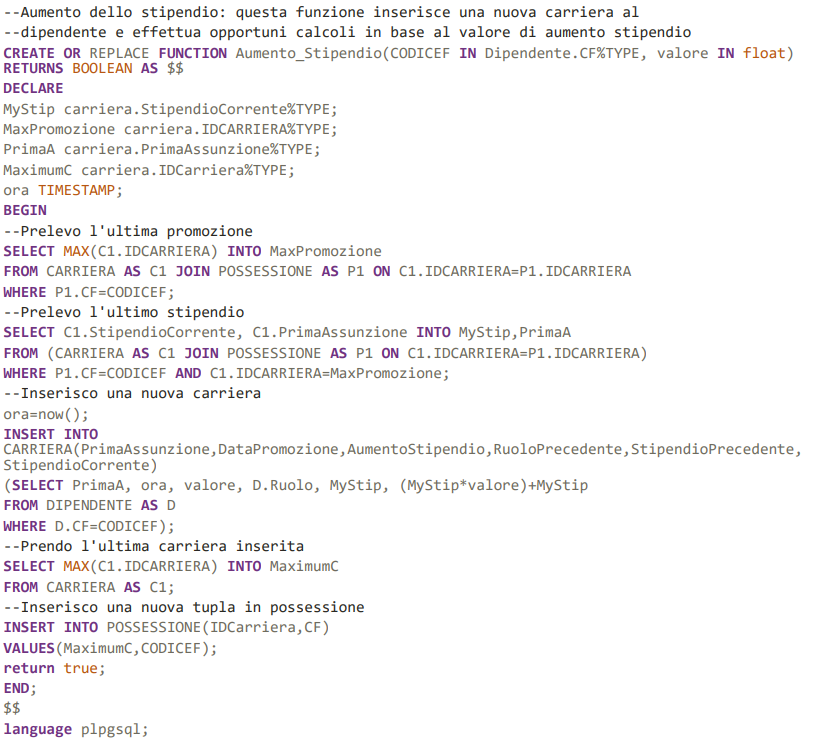 --Aumento dello stipendio: questa funzione inserisce una nuova carriera al
--dipendente e effettua opportuni calcoli in base al valore di aumento stipendio
CREATE OR REPLACE FUNCTION Aumento_Stipendio(CODICEF IN Dipendente.CF%TYPE, valore IN float)
RETURNS BOOLEAN AS $$
DECLARE
MyStip carriera.StipendioCorrente%TYPE;
MaxPromozione carriera.IDCARRIERA%TYPE;
PrimaA carriera.PrimaAssunzione%TYPE;
MaximumC carriera.IDCarriera%TYPE;
ora TIMESTAMP;
BEGIN
--Prelevo l'ultima promozione
SELECT MAX(C1.IDCARRIERA) INTO MaxPromozione
FROM CARRIERA AS C1 JOIN POSSESSIONE AS P1 ON C1.IDCARRIERA=P1.IDCARRIERA
WHERE P1.CF=CODICEF;
--Prelevo l'ultimo stipendio
SELECT C1.StipendioCorrente, C1.PrimaAssunzione INTO MyStip,PrimaA
FROM (CARRIERA AS C1 JOIN POSSESSIONE AS P1 ON C1.IDCARRIERA=P1.IDCARRIERA)
WHERE P1.CF=CODICEF AND C1.IDCARRIERA=MaxPromozione;
--Inserisco una nuova carriera
ora=now();
INSERT INTO
CARRIERA(PrimaAssunzione,DataPromozione,AumentoStipendio,RuoloPrecedente,StipendioPrecedente,
StipendioCorrente)
(SELECT PrimaA, ora, valore, D.Ruolo, MyStip, (MyStip*valore)+MyStip
FROM DIPENDENTE AS D
WHERE D.CF=CODICEF);
--Prendo l'ultima carriera inserita
SELECT MAX(C1.IDCARRIERA) INTO MaximumC
FROM CARRIERA AS C1;
--Inserisco una nuova tupla in possessione
INSERT INTO POSSESSIONE(IDCarriera,CF)
VALUES(MaximumC,CODICEF);
return true;
END;
$$
language plpgsql;